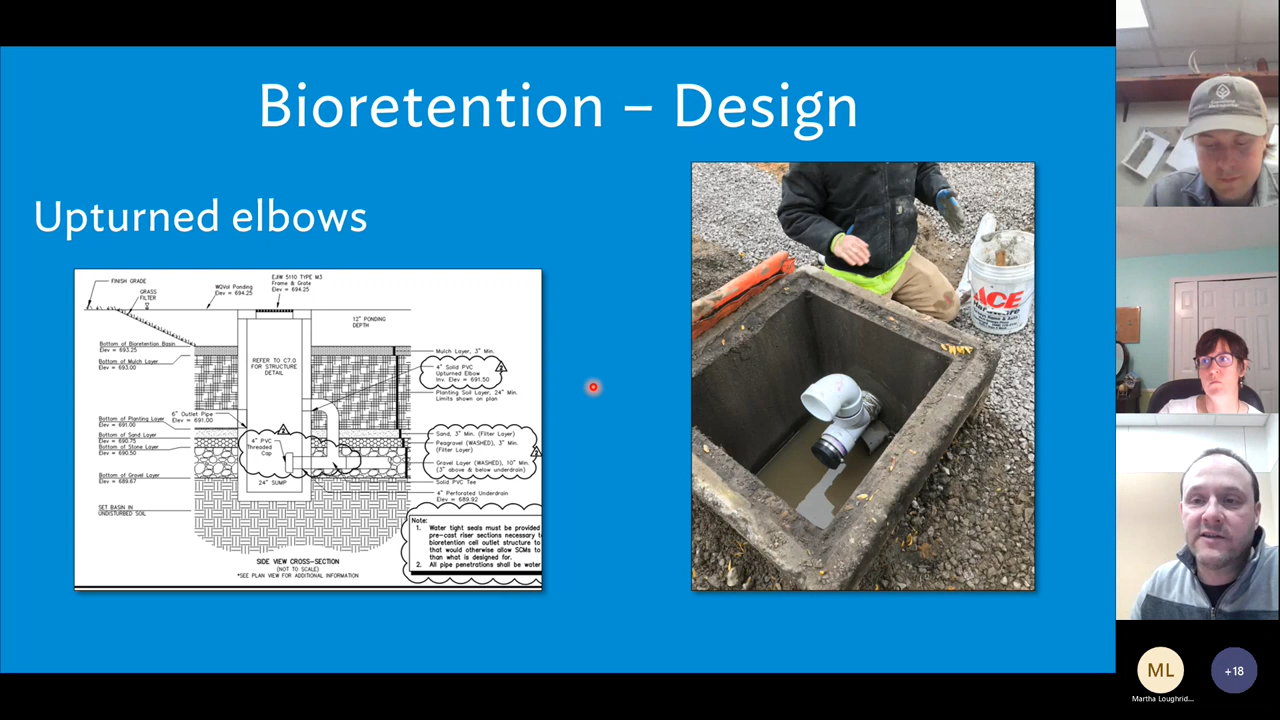 Bioretention – Design
Upturned elbows
FINISH GRADE
GRASS
FILTER
WQVol Ponding
Elev = 694.25
EJIW 5110 TYPE M3
Frame & Grate
Elev = 694.25
12" PONDING
DEPTH
Bottom of Bioretention Basin
Elev = 693.25
Bottom of Mulch Layer
Elev = 693.00
REFER TO C7.0
FOR STRUCTURE
DETAIL
Mulch Layer, 3" Min.
4" Solid PVC
Upturned Elbow
Inv. Elev = 691.50
Planting Soil Layer, 24" Min.
Limits shown on plan
6" Outlet Pipe
Elev = 691.00
Bottom of Planting Layer
Elev = 691.00
Bottom of Sand Layer
Elev = 690.75
Bottom of Stone Layer
Elev = 690.50
4" PVC
Threaded
Cap
Sand, 3" Min. (Filter Layer)
Peagravel (WASHED), 3" Min.
(Filter Layer)
Gravel Layer (WASHED), 10" Min.
(3" above & below underdrain)
Bottom of Gravel Layer
Elev = 689.67
24" SUMP
Solid PVC Tee
4" Perforated Underdrain
Elev = 689.92
SET BASIN IN
UNDISTURBED SOIL
Note:
1. Water tight seals must be provided
pre-cast riser sections necessary t
bioretention cell outlet structure to
that would otherwise allow SCMs to
than what is designed for.
2. All pipe penetrations shall be water
SIDE VIEW CROSS-SECTION
(NOT TO SCALE)
*SEE PLAN VIEW FOR ADDITIONAL INFORMATION
ACE
Hardware
ML
Martha Loughrid...
+18